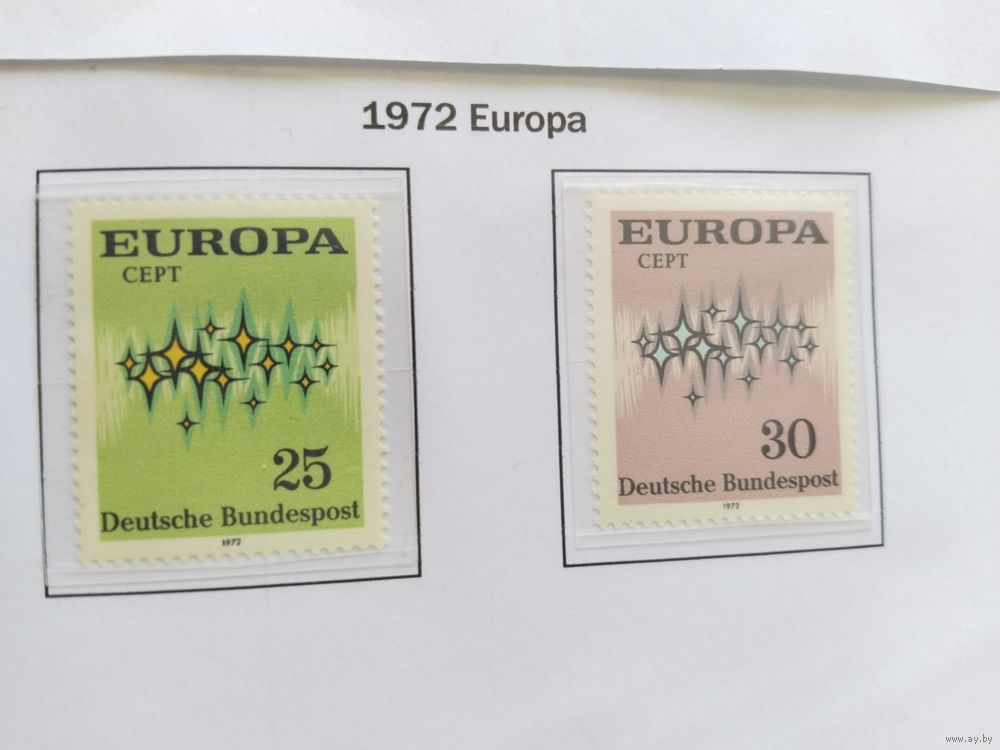 1972 Europa
EUROPA
CEPT
25
Deutsche Bundespost
1972
EUROPA
CEPT
30
Deutsche Bundespost
1972
www.ay.by